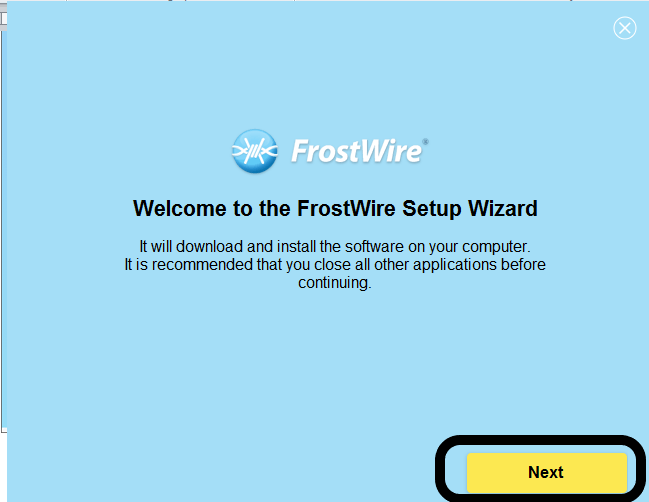 FrostWire®
Welcome to the FrostWire Setup Wizard
It will download and install the software on your computer.
It is recommended that you close all other applications before
continuing.
Next